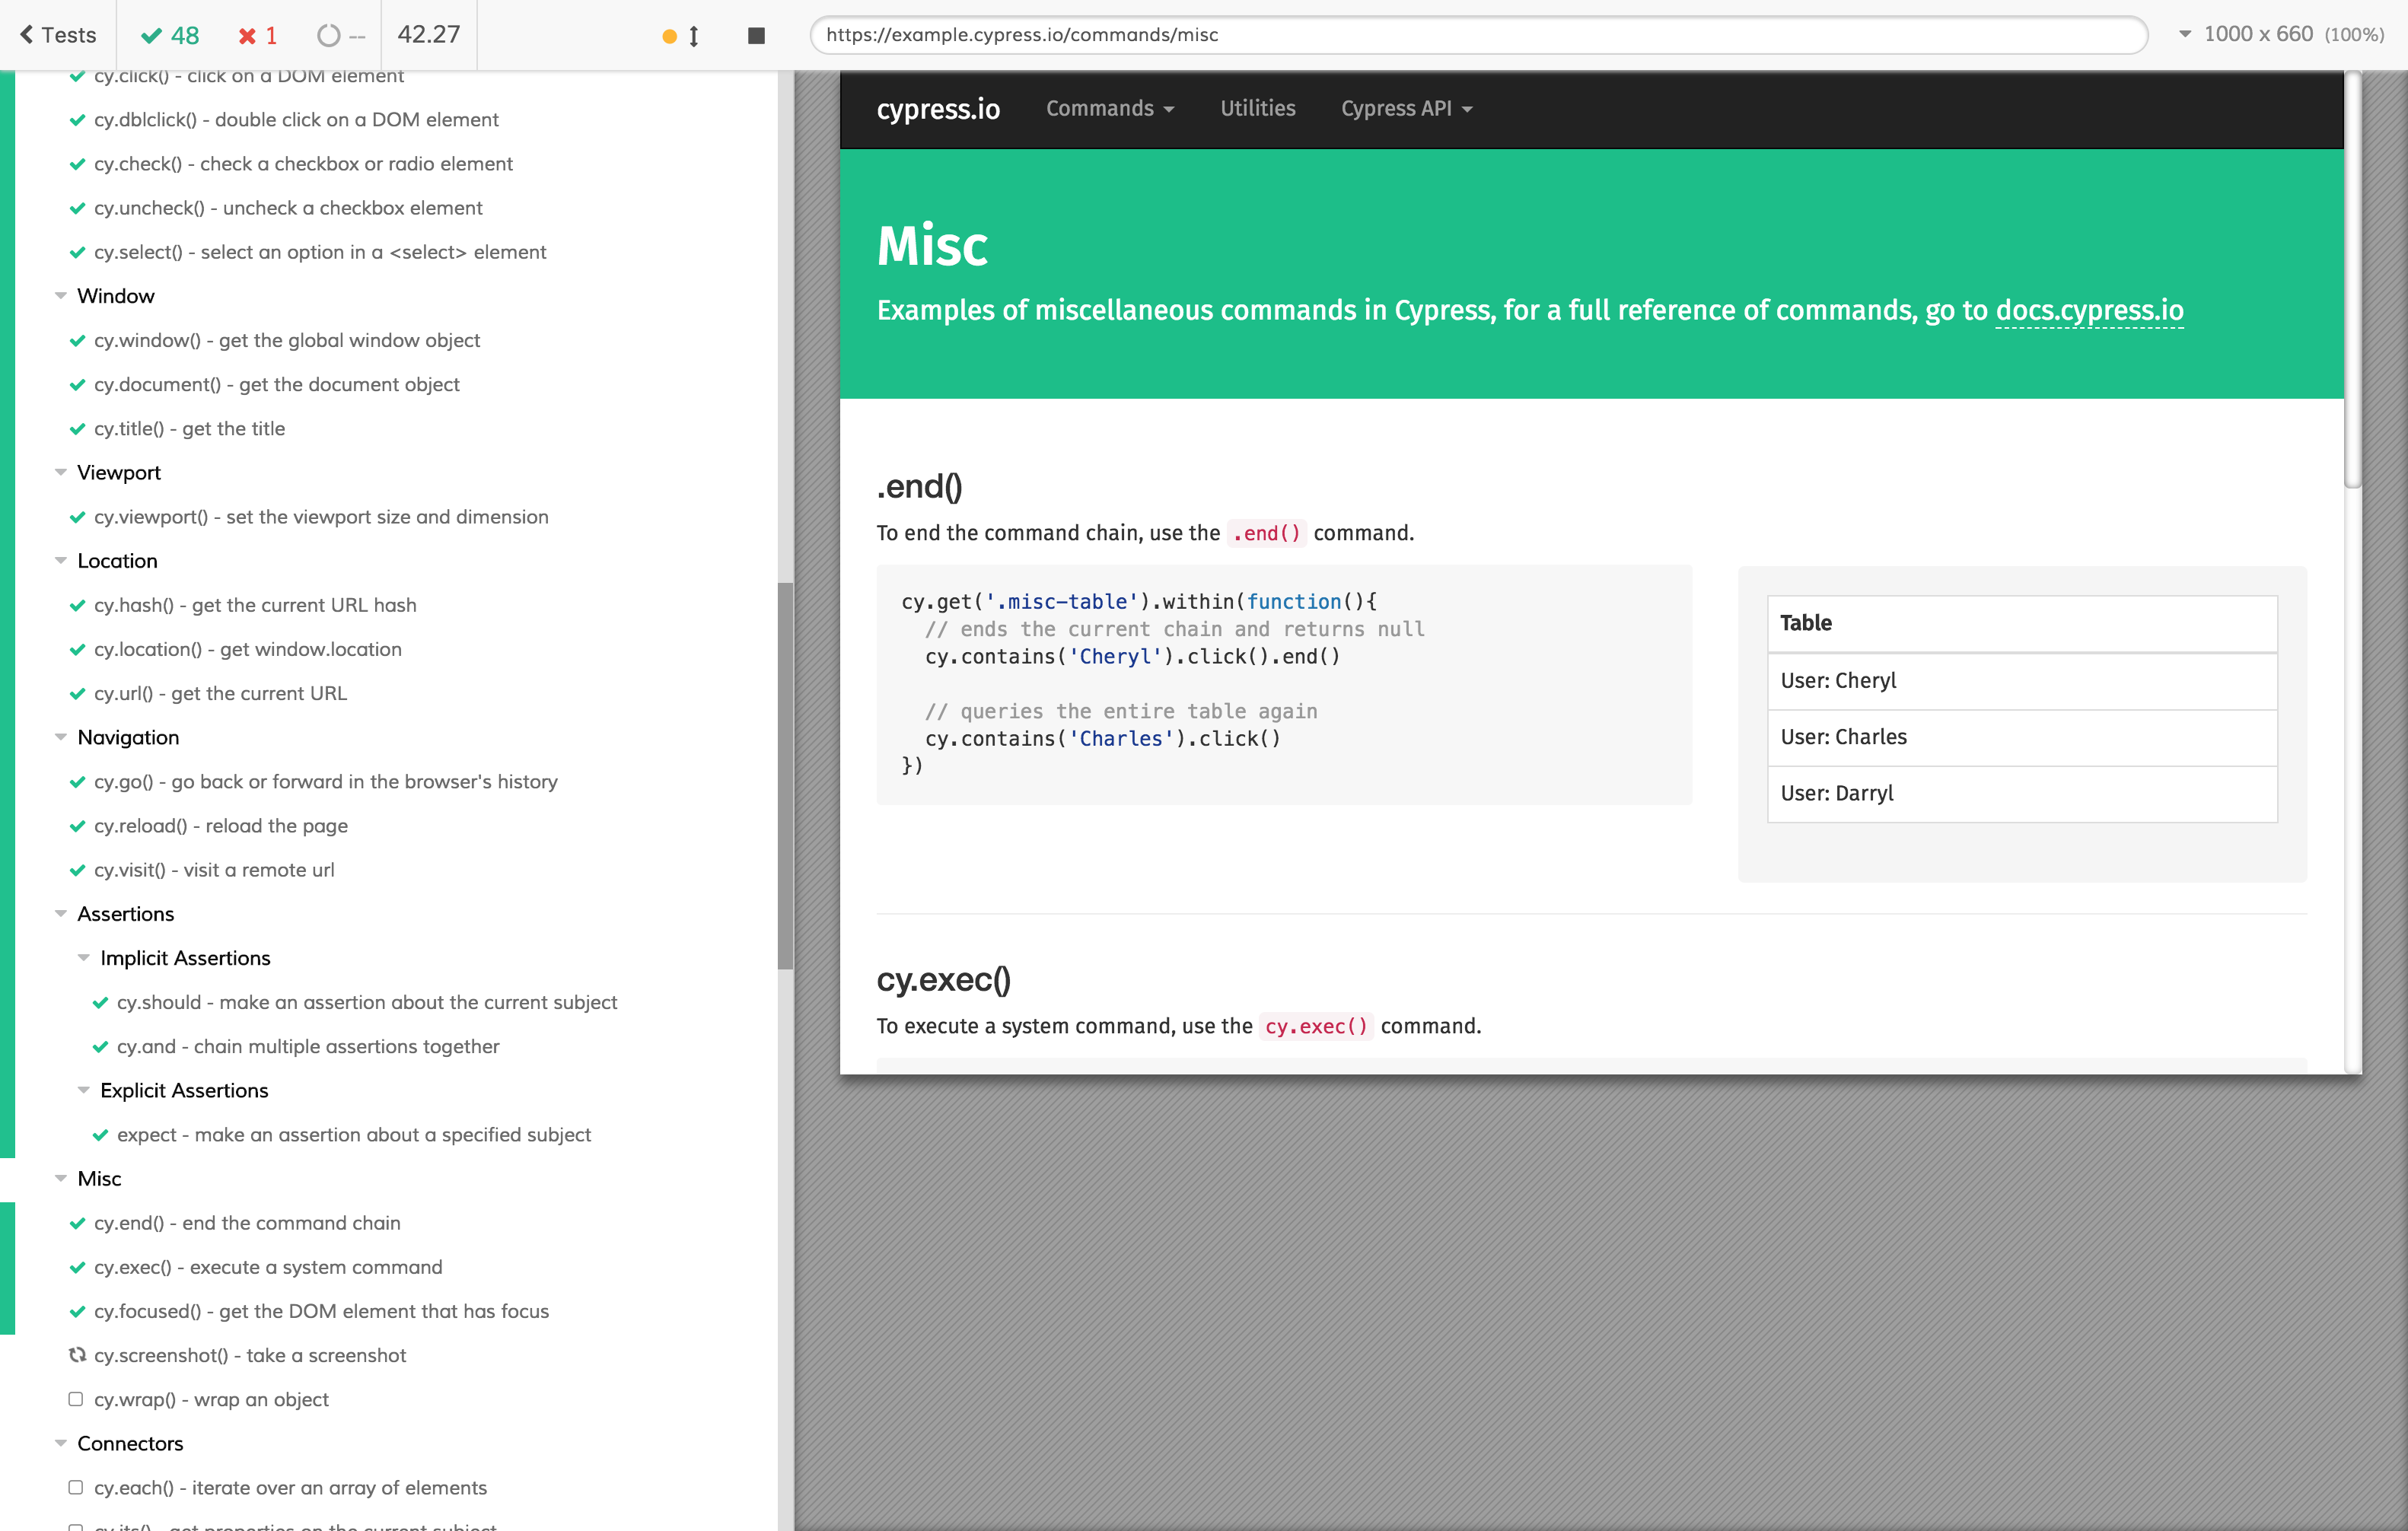 Tests
48
1
--
42.27
https://example.cypress.io/commands/misc
1000 x 660 (100%)
cy.click() - click on a DOM element
cy.dblclick() - double click on a DOM element
cy.check() - check a checkbox or radio element
cy.uncheck() - uncheck a checkbox element
cy.select() - select an option in a <select> element
Window
cy.window() - get the global window object
cy.document() - get the document object
cy.title() - get the title
Viewport
cy.viewport() - set the viewport size and dimension
Location
cy.hash() - get the current URL hash
cy.location() - get window.location
cy.url() - get the current URL
Navigation
cy.go() - go back or forward in the browser's history
cy.reload() - reload the page
cy.visit() - visit a remote url
Assertions
Implicit Assertions
cy.should - make an assertion about the current subject
cy.and - chain multiple assertions together
Explicit Assertions
expect - make an assertion about a specified subject
Misc
cy.end() - end the command chain
cy.exec() - execute a system command
cy.focused() - get the DOM element that has focus
cy.screenshot() - take a screenshot
cy.wrap() - wrap an object
Connectors
cy.each() - iterate over an array of elements
cy.its() - get properties on the current subject
cypress.io
Commands
Utilities
Cypress API
Misc
Examples of miscellaneous commands in Cypress, for a full reference of commands, go to docs.cypress.io
.end()
To end the command chain, use the .end() command.
cy.get('.misc-table').within(function(){
// ends the current chain and returns null
cy.contains('Cheryl').click().end()
// queries the entire table again
cy.contains('Charles').click()
})
Table
User: Cheryl
User: Charles
User: Darryl
cy.exec()
To execute a system command, use the cy.exec() command.